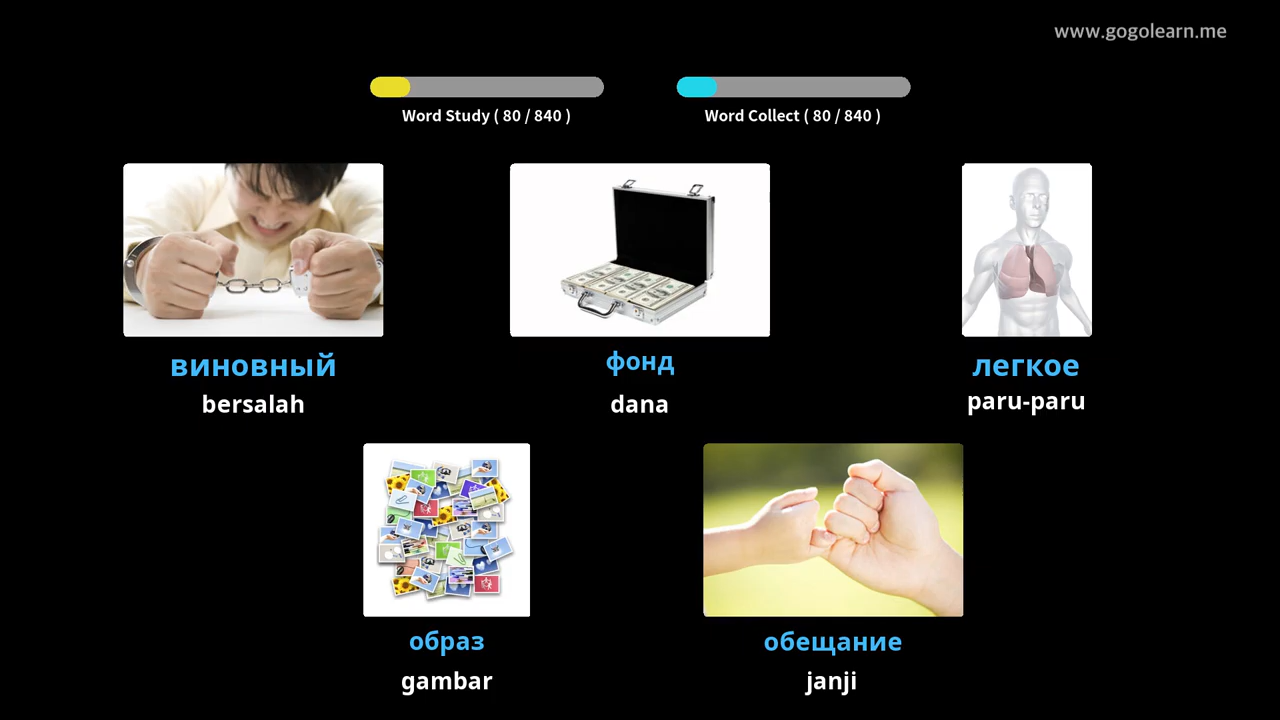 www.gogolearn.me
Word Study ( 80 / 840 )
Word Collect ( 80 / 840 )
виновный
bersalah
фонд
dana
легкое
paru-paru
образ
gambar
обещание
janji